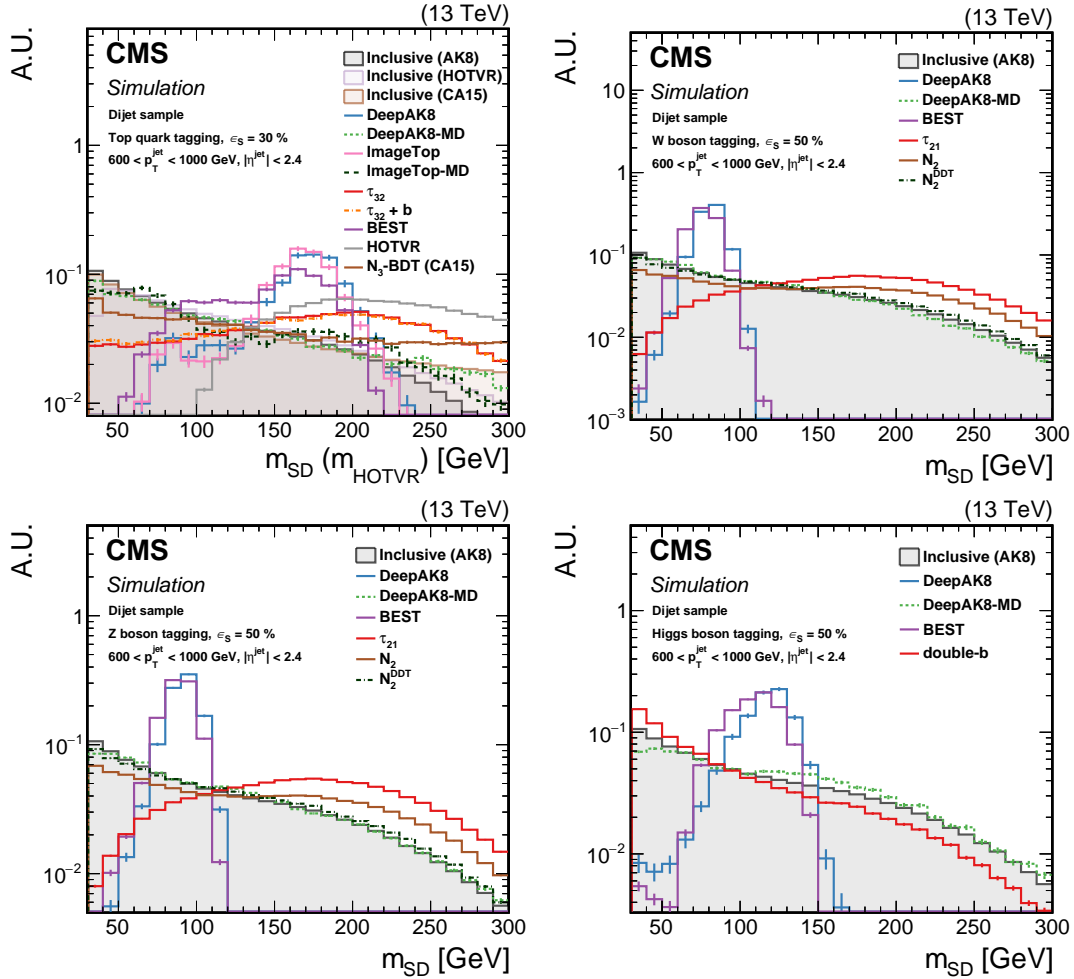 (13 TeV)
A.U.
CMS
Simulation
Dijet sample
Top quark tagging, ε_S = 30 %
600 < p_T^jet < 1000 GeV, |η^jet| < 2.4
Inclusive (AK8)
Inclusive (HOTVR)
Inclusive (CA15)
DeepAK8
DeepAK8-MD
ImageTop
ImageTop-MD
τ_32
τ_32 + b
BEST
HOTVR
N_3-BDT (CA15)
1
10^−1
10^−2
50 100 150 200 250 300
m_SD (m_HOTVR) [GeV]
(13 TeV)
A.U.
CMS
Simulation
Dijet sample
W boson tagging, ε_S = 50 %
600 < p_T^jet < 1000 GeV, |η^jet| < 2.4
Inclusive (AK8)
DeepAK8
DeepAK8-MD
BEST
τ_21
N_2
N_2^DDT
10
1
10^−1
10^−2
10^−3
50 100 150 200 250 300
m_SD [GeV]
(13 TeV)
A.U.
CMS
Simulation
Dijet sample
Z boson tagging, ε_S = 50 %
600 < p_T^jet < 1000 GeV, |η^jet| < 2.4
Inclusive (AK8)
DeepAK8
DeepAK8-MD
BEST
τ_21
N_2
N_2^DDT
1
10^−1
10^−2
50 100 150 200 250 300
m_SD [GeV]
(13 TeV)
A.U.
CMS
Simulation
Dijet sample
Higgs boson tagging, ε_S = 50 %
600 < p_T^jet < 1000 GeV, |η^jet| < 2.4
Inclusive (AK8)
DeepAK8
DeepAK8-MD
BEST
double-b
1
10^−1
10^−2
50 100 150 200 250 300
m_SD [GeV]